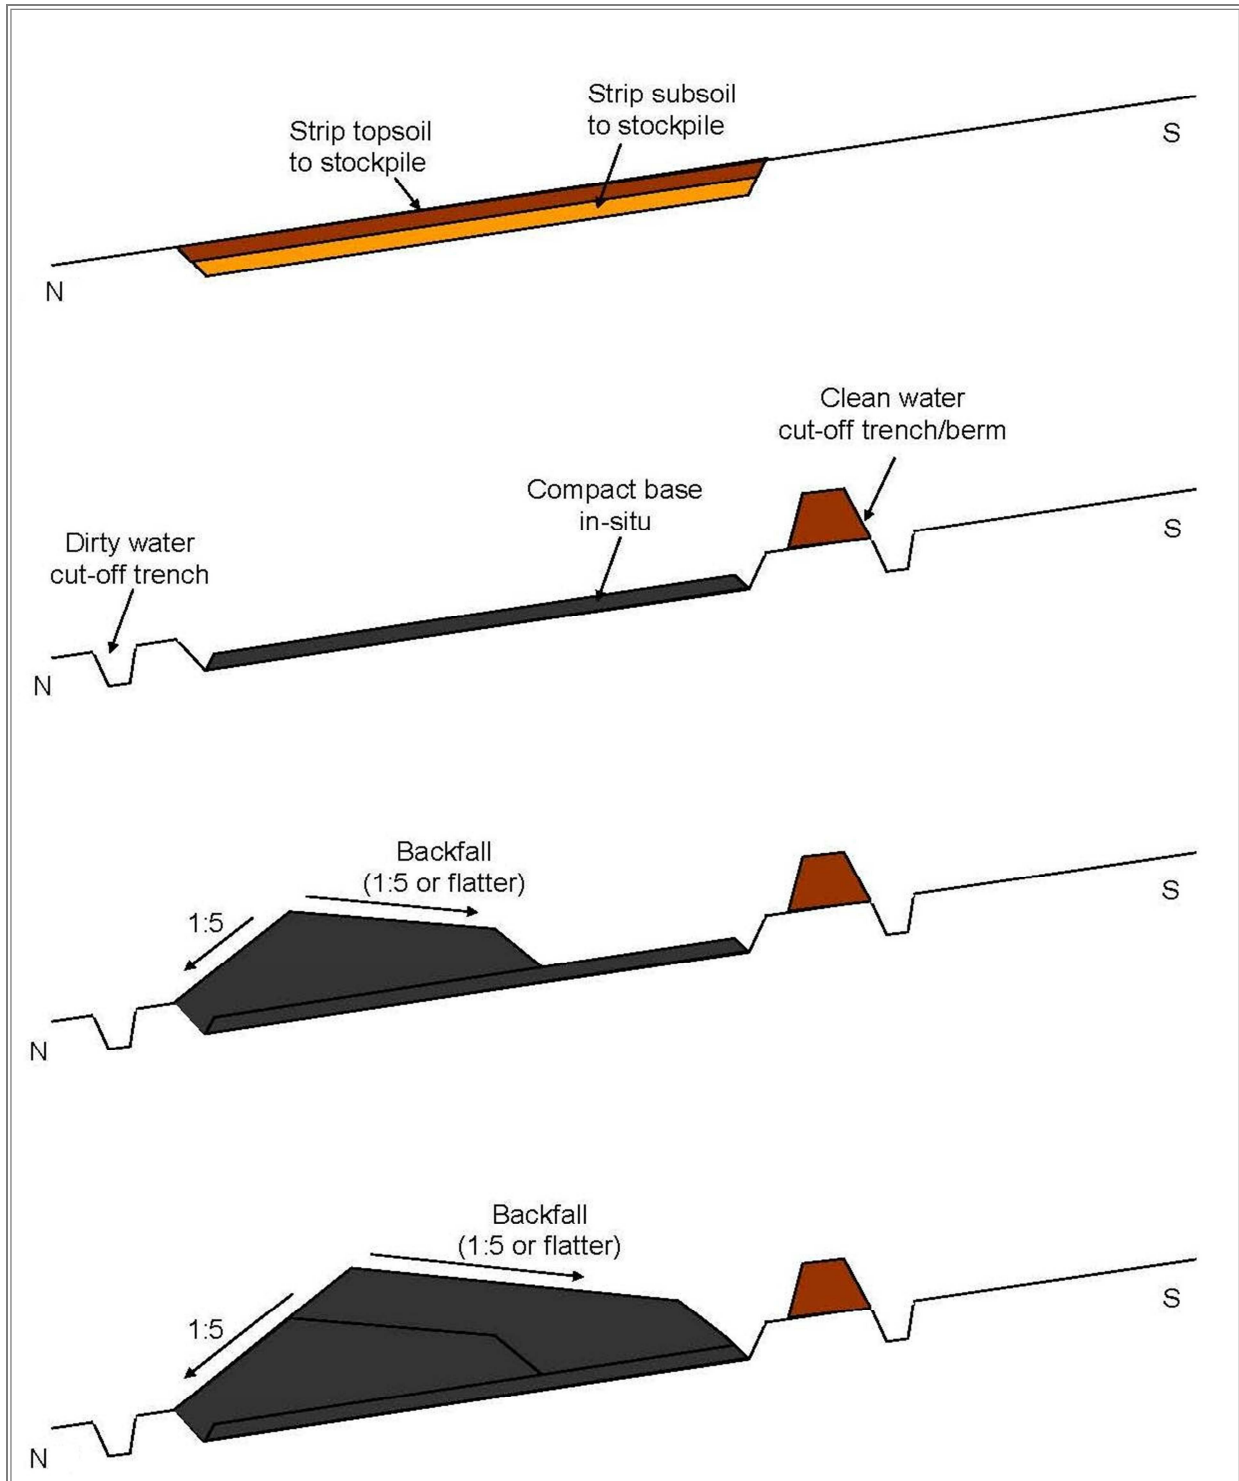 Strip subsoil
to stockpile
Strip topsoil
to stockpile
S
N
Clean water
cut-off trench/berm
Compact base
in-situ
Dirty water
cut-off trench
S
N
Backfall
(1:5 or flatter)
1:5
S
N
Backfall
(1:5 or flatter)
1:5
S
N